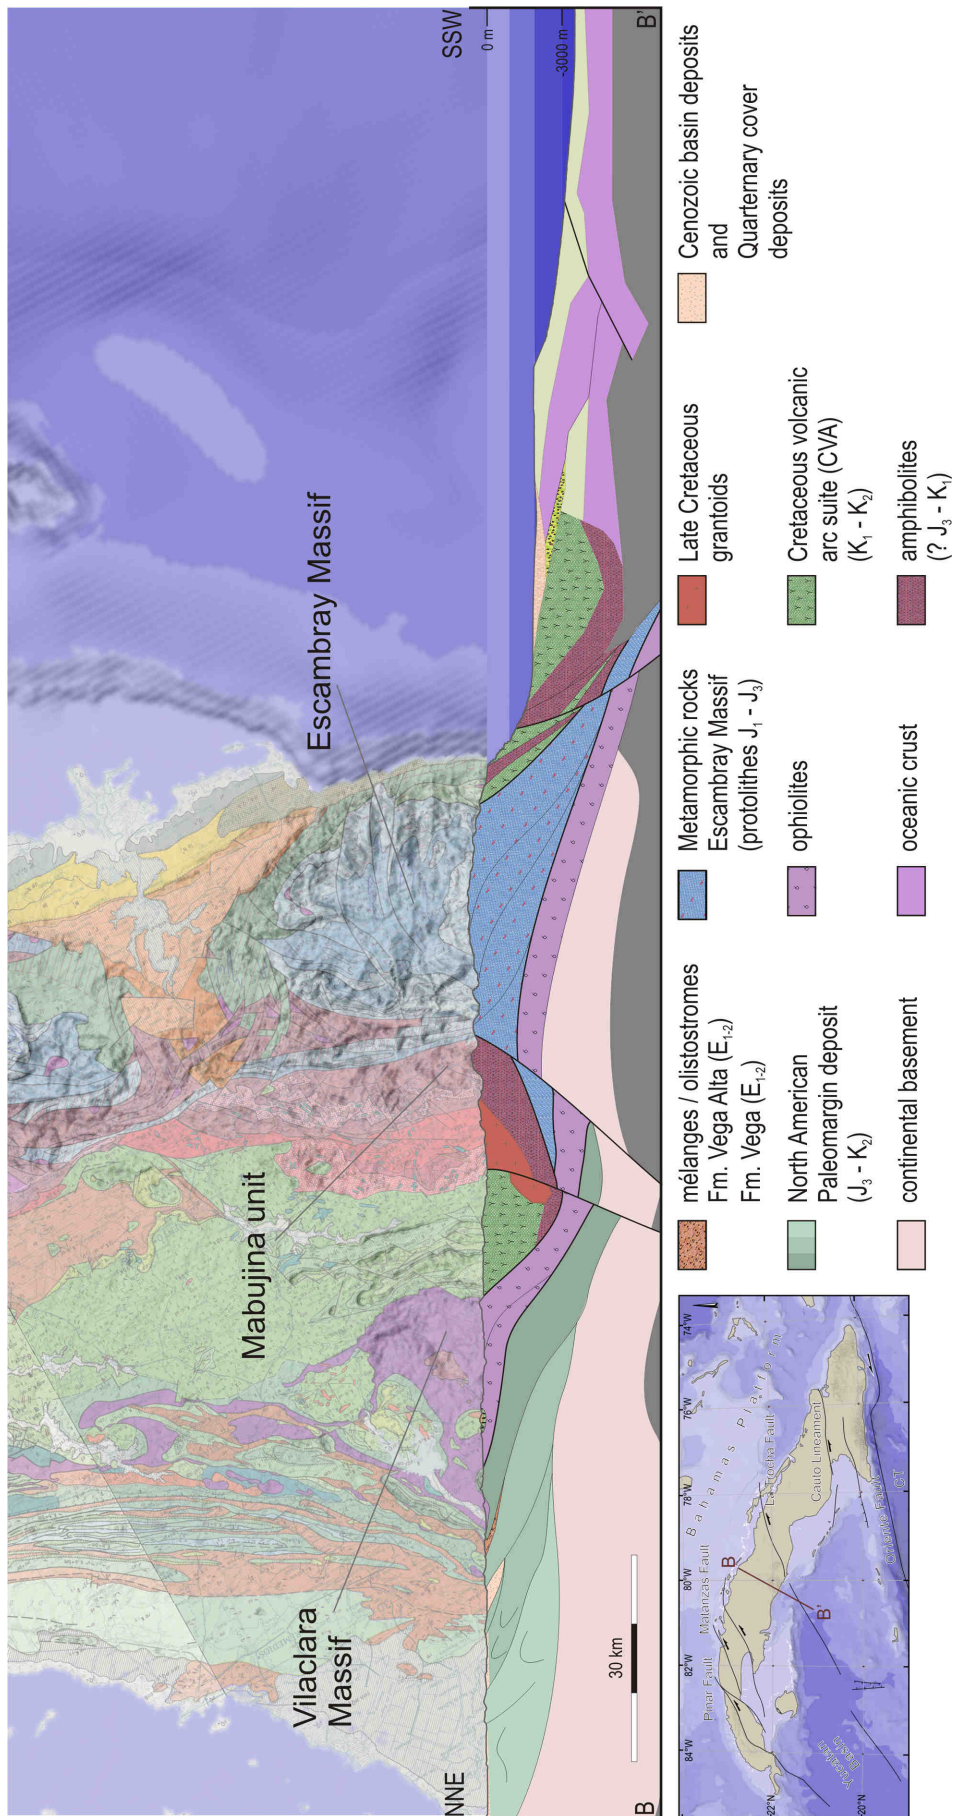 NNE
SSW
B
B'
0 m
-3000 m
30 km
Vilaclara
Massif
Mabujina unit
Escambray Massif
mélanges / olistostromes
Fm. Vega Alta (E1-2)
Fm. Vega (E1-2)
North American
Paleomargin deposit
(J3 - K2)
continental basement
Metamorphic rocks
Escambray Massif
(protolithes J1 - J3)
ophiolites
oceanic crust
Late Cretaceous
grantoids
Cretaceous volcanic
arc suite (CVA)
(K1 - K2)
amphibolites
(? J3 - K1)
Cenozoic basin deposits
and
Quarternary cover
deposits
84°W
82°W
80°W
78°W
76°W
74°W
22°N
20°N
Pinar Fault
Matanzas Fault
La Trocha Fault
Cauto Lineament
Oriente Fault
CT
Bahamas Platform
Yucatan
Basin
B
B'